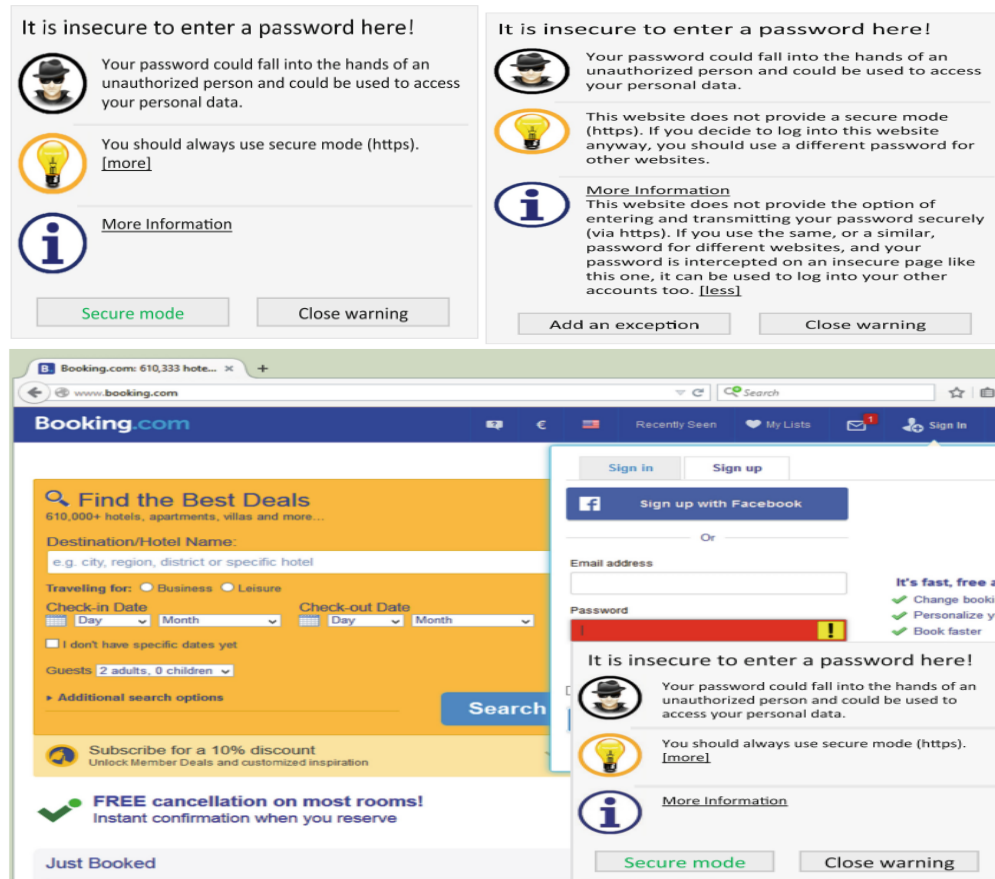 It is insecure to enter a password here!
Your password could fall into the hands of an
unauthorized person and could be used to access
your personal data.
You should always use secure mode (https).
[more]
More Information
Secure mode
Close warning
It is insecure to enter a password here!
Your password could fall into the hands of an
unauthorized person and could be used to access
your personal data.
This website does not provide a secure mode
(https). If you decide to log into this website
anyway, you should use a different password for
other websites.
More Information
This website does not provide the option of
entering and transmitting your password securely
(via https). If you use the same, or a similar,
password for different websites, and your
password is intercepted on an insecure page like
this one, it can be used to log into your other
accounts too. [less]
Add an exception
Close warning
B. Booking.com: 610,333 hote... × +
www.booking.com
Search
Booking.com
€
Recently Seen
My Lists
1
Sign In
Find the Best Deals
610,000+ hotels, apartments, villas and more...
Destination/Hotel Name:
e.g. city, region, district or specific hotel
Traveling for: Business Leisure
Check-in Date Check-out Date
Day Month Day Month
I don't have specific dates yet
Guests 2 adults, 0 children
Additional search options
Search
Subscribe for a 10% discount
Unlock Member Deals and customized inspiration
FREE cancellation on most rooms!
Instant confirmation when you reserve
Just Booked
Sign in Sign up
Sign up with Facebook
Or
Email address
Password
!
It's fast, free a
Change booki
Personalize y
Book faster
It is insecure to enter a password here!
Your password could fall into the hands of an
unauthorized person and could be used to
access your personal data.
You should always use secure mode (https).
[more]
More Information
Secure mode
Close warning